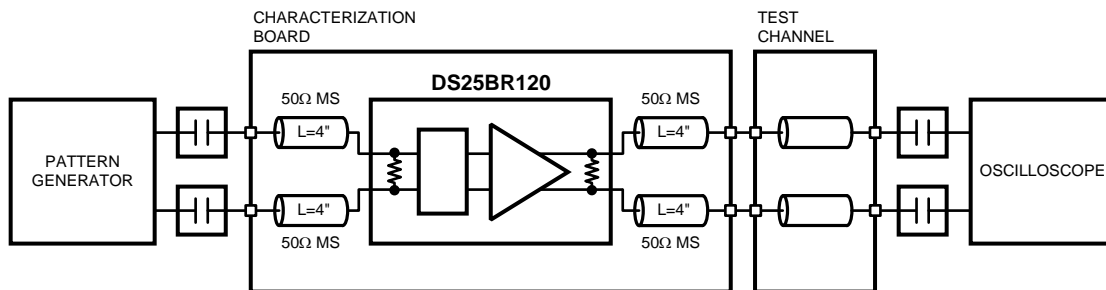 CHARACTERIZATION
BOARD
TEST
CHANNEL
DS25BR120
50Ω MS
50Ω MS
L=4"
L=4"
PATTERN
GENERATOR
OSCILLOSCOPE
L=4"
L=4"
50Ω MS
50Ω MS